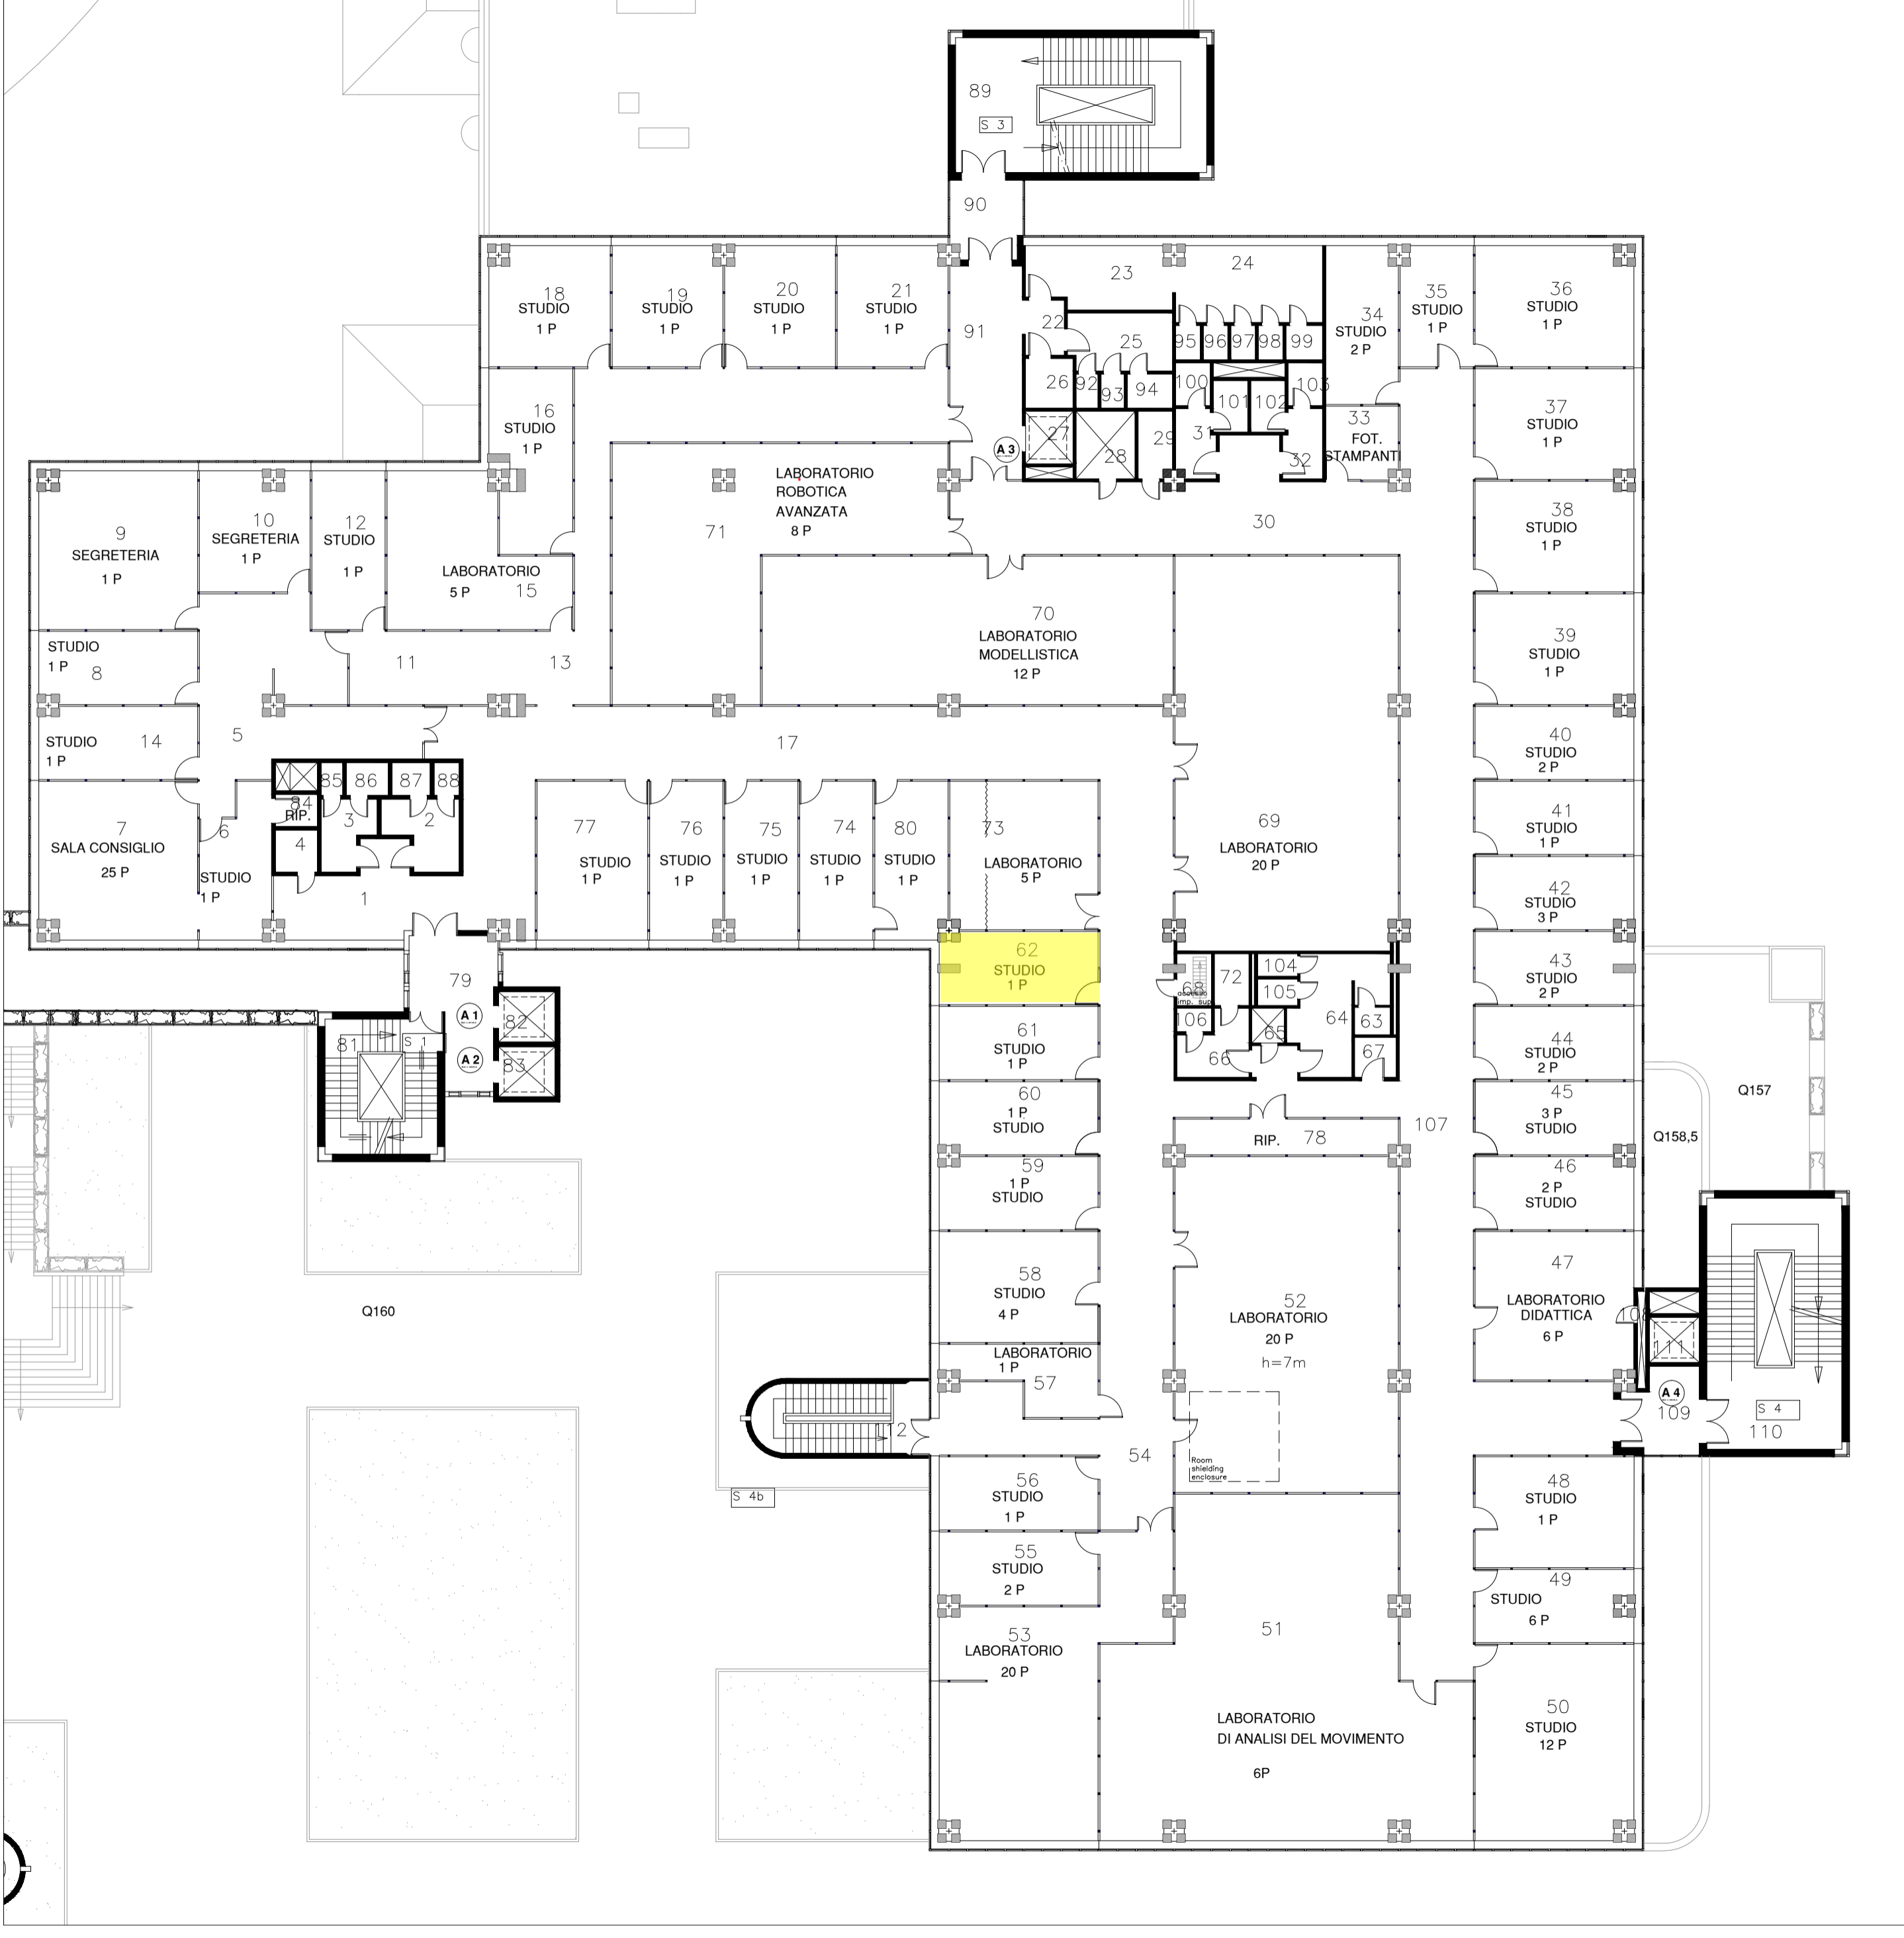 89
S 3
90
18
STUDIO
1 P
19
STUDIO
1 P
20
STUDIO
1 P
21
STUDIO
1 P
91
22
23
24
25
26
92
93
94
95
96
97
98
99
100
101
102
103
27
28
29
31
32
A 3
34
STUDIO
2 P
35
STUDIO
1 P
36
STUDIO
1 P
33
FOT.
STAMPANTI
37
STUDIO
1 P
16
STUDIO
1 P
9
SEGRETERIA
1 P
10
SEGRETERIA
1 P
12
STUDIO
1 P
LABORATORIO
5 P
15
LABORATORIO
ROBOTICA
AVANZATA
8 P
71
30
38
STUDIO
1 P
STUDIO
1 P
8
11
13
70
LABORATORIO
MODELLISTICA
12 P
39
STUDIO
1 P
STUDIO
1 P
14
5
17
40
STUDIO
2 P
7
SALA CONSIGLIO
25 P
6
STUDIO
1 P
84
RIP.
4
85
86
87
88
3
2
1
77
STUDIO
1 P
76
STUDIO
1 P
75
STUDIO
1 P
74
STUDIO
1 P
80
STUDIO
1 P
73
LABORATORIO
5 P
69
LABORATORIO
20 P
41
STUDIO
1 P
42
STUDIO
3 P
79
A 1
A 2
82
83
81
S 1
62
STUDIO
1 P
68
imp. sup.
72
104
105
106
66
65
64
63
67
43
STUDIO
2 P
61
STUDIO
1 P
44
STUDIO
2 P
60
1 P
STUDIO
RIP.
78
107
45
3 P
STUDIO
Q157
Q158,5
59
1 P
STUDIO
46
2 P
STUDIO
58
STUDIO
4 P
52
LABORATORIO
20 P
h=7m
47
LABORATORIO
DIDATTICA
6 P
111
Q160
LABORATORIO
1 P
57
A 4
109
S 4
110
54
Room
shielding
enclosure
56
STUDIO
1 P
S 4b
48
STUDIO
1 P
55
STUDIO
2 P
49
STUDIO
6 P
53
LABORATORIO
20 P
51
LABORATORIO
DI ANALISI DEL MOVIMENTO
6P
50
STUDIO
12 P